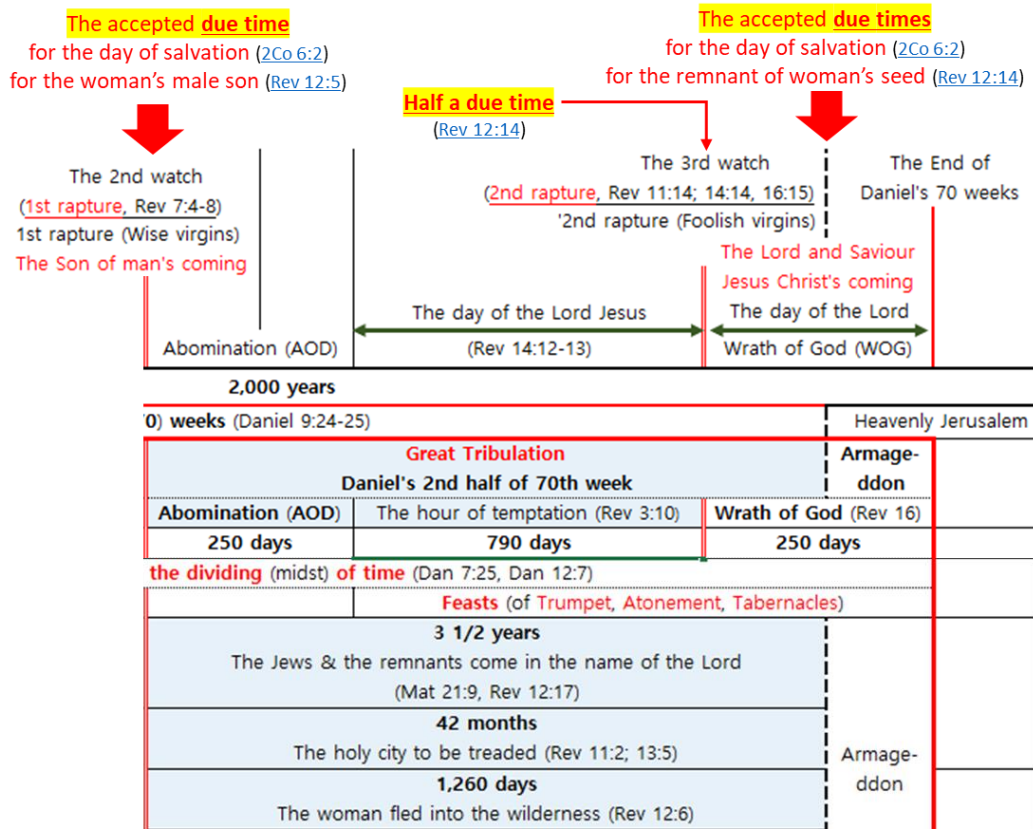 The accepted due time
for the day of salvation (2Co 6:2)
for the woman's male son (Rev 12:5)
The accepted due times
for the day of salvation (2Co 6:2)
for the remnant of woman's seed (Rev 12:14)
Half a due time
(Rev 12:14)
The 2nd watch
(1st rapture, Rev 7:4-8)
1st rapture (Wise virgins)
The Son of man's coming
The 3rd watch
(2nd rapture, Rev 11:14; 14:14, 16:15)
'2nd rapture (Foolish virgins)
The Lord and Saviour
Jesus Christ's coming
The End of
Daniel's 70 weeks
The day of the Lord Jesus
The day of the Lord
Abomination (AOD)
(Rev 14:12-13)
Wrath of God (WOG)
2,000 years
0) weeks (Daniel 9:24-25)
Heavenly Jerusalem
Great Tribulation
Daniel's 2nd half of 70th week
Armage-
ddon
Abomination (AOD)
The hour of temptation (Rev 3:10)
Wrath of God (Rev 16)
250 days
790 days
250 days
the dividing (midst) of time (Dan 7:25, Dan 12:7)
Feasts (of Trumpet, Atonement, Tabernacles)
3 1/2 years
The Jews & the remnants come in the name of the Lord
(Mat 21:9, Rev 12:17)
42 months
The holy city to be treaded (Rev 11:2; 13:5)
1,260 days
The woman fled into the wilderness (Rev 12:6)
Armage-
ddon